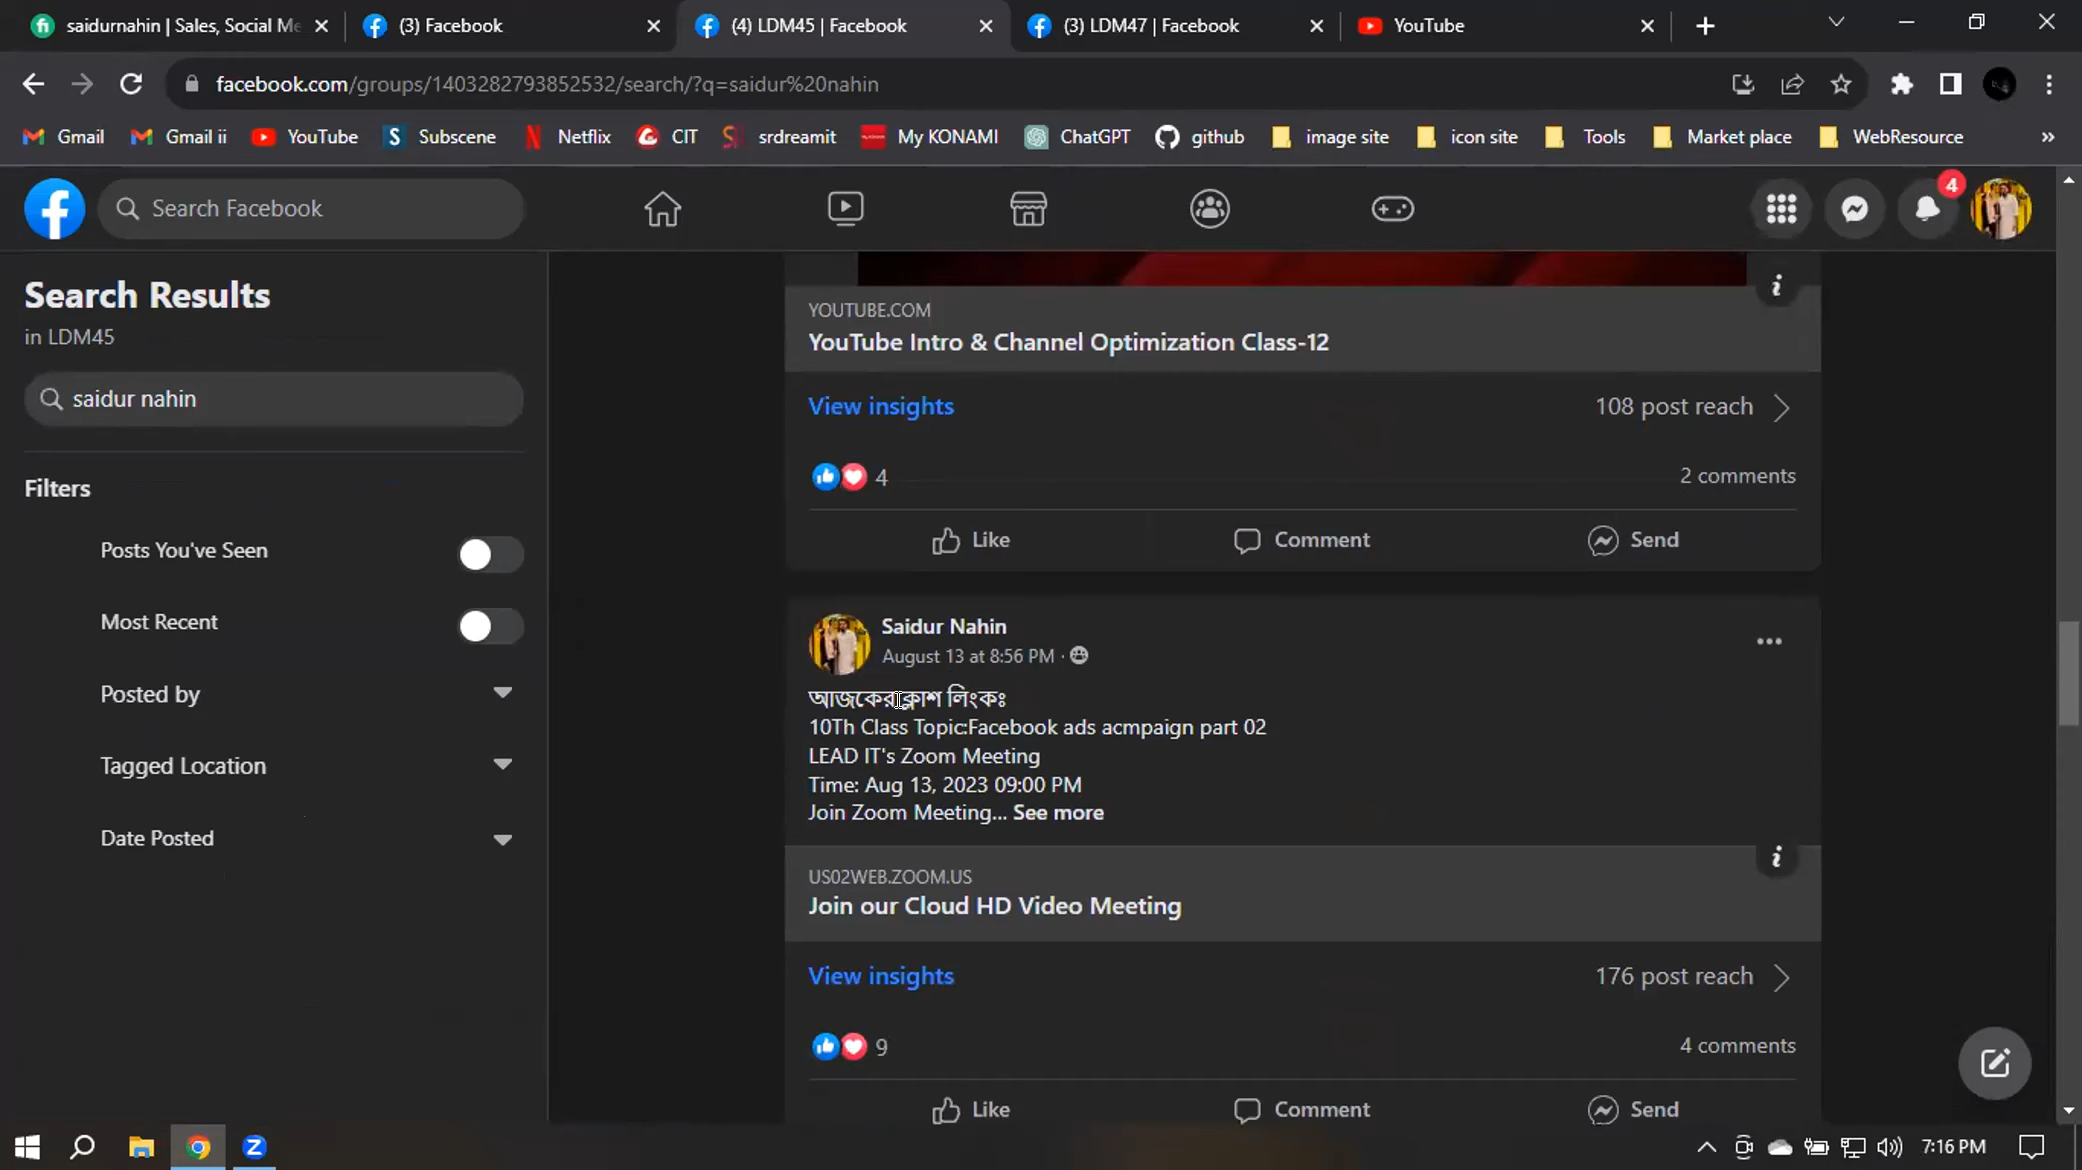 saidurnahin | Sales, Social Me
(3) Facebook
(4) LDM45 | Facebook
(3) LDM47 | Facebook
YouTube
facebook.com/groups/1403282793852532/search/?q=saidur%20nahin
Gmail
Gmail ii
YouTube
Subscene
Netflix
CIT
srdreamit
My KONAMI
ChatGPT
github
image site
icon site
Tools
Market place
WebResource
»
Search Facebook
4
Search Results
in LDM45
saidur nahin
Filters
Posts You've Seen
Most Recent
Posted by
Tagged Location
Date Posted
YOUTUBE.COM
YouTube Intro & Channel Optimization Class-12
View insights
108 post reach
4
2 comments
Like
Comment
Send
Saidur Nahin
August 13 at 8:56 PM ·
আজকের ক্লাশ লিংকঃ
10Th Class Topic:Facebook ads acmpaign part 02
LEAD IT's Zoom Meeting
Time: Aug 13, 2023 09:00 PM
Join Zoom Meeting... See more
US02WEB.ZOOM.US
Join our Cloud HD Video Meeting
View insights
176 post reach
9
4 comments
Like
Comment
Send
7:16 PM